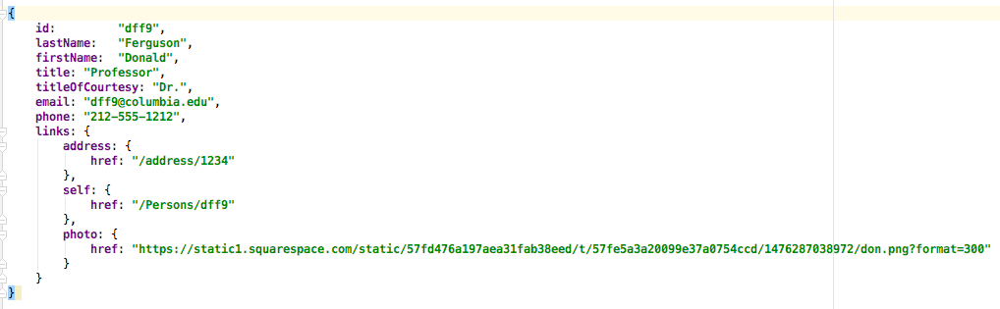 {
    id:         "dff9",
    lastName:   "Ferguson",
    firstName:  "Donald",
    title: "Professor",
    titleOfCourtesy: "Dr.",
    email: "dff9@columbia.edu",
    phone: "212-555-1212",
    links: {
        address: {
            href: "/address/1234"
        },
        self: {
            href: "/Persons/dff9"
        },
        photo: {
            href: "https://static1.squarespace.com/static/57fd476a197aea31fab38eed/t/57fe5a3a20099e37a0754ccd/1476287038972/don.png?format=300"
        }
    }
}